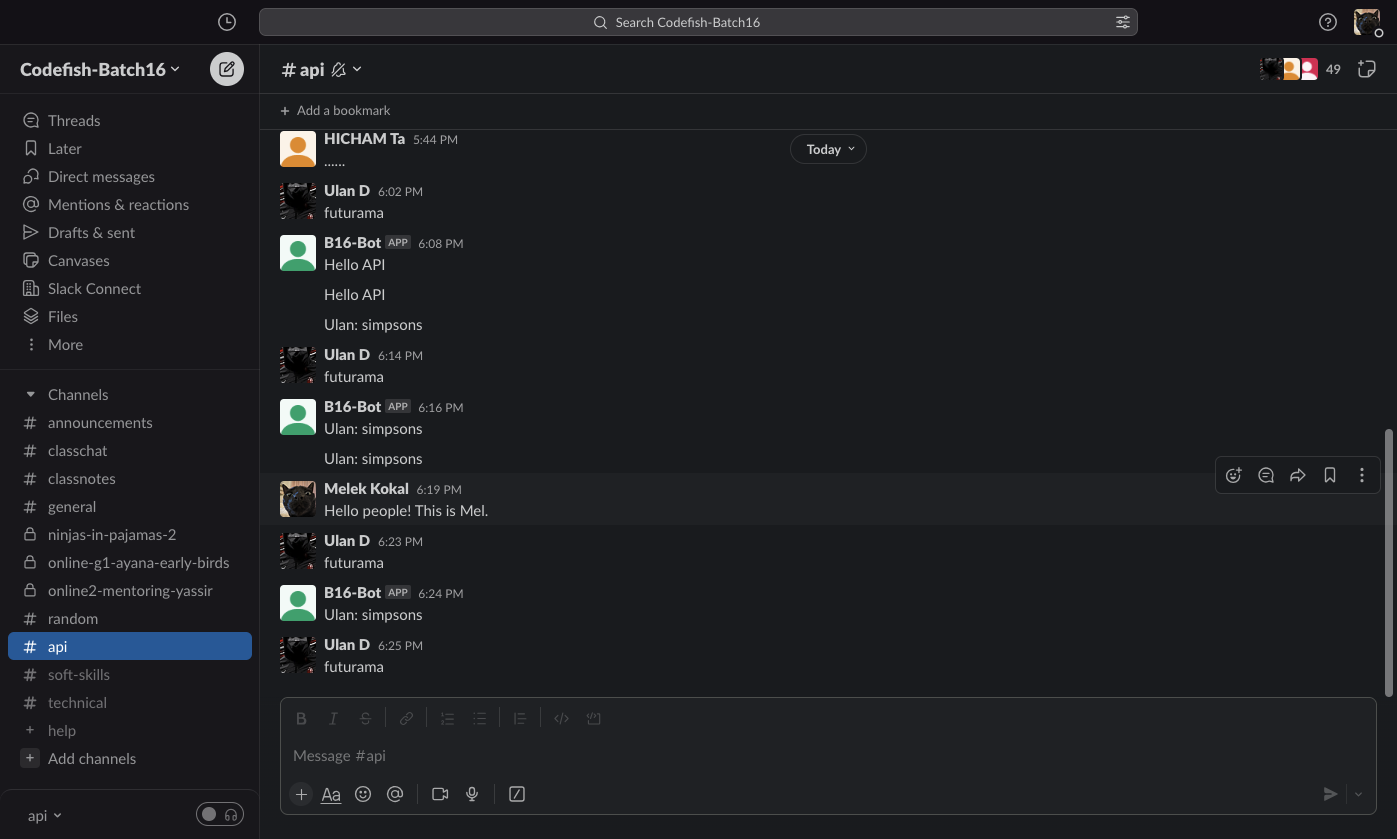 Search Codefish-Batch16
Codefish-Batch16
# api
49
+ Add a bookmark
Threads
Later
Direct messages
Mentions & reactions
Drafts & sent
Canvases
Slack Connect
Files
More
Channels
# announcements
# classchat
# classnotes
# general
ninjas-in-pajamas-2
online-g1-ayana-early-birds
online2-mentoring-yassir
# random
# api
# soft-skills
# technical
+ help
+ Add channels
api
Today
HICHAM Ta 5:44 PM
......
Ulan D 6:02 PM
futurama
B16-Bot APP 6:08 PM
Hello API
Hello API
Ulan: simpsons
Ulan D 6:14 PM
futurama
B16-Bot APP 6:16 PM
Ulan: simpsons
Ulan: simpsons
Melek Kokal 6:19 PM
Hello people! This is Mel.
Ulan D 6:23 PM
futurama
B16-Bot APP 6:24 PM
Ulan: simpsons
Ulan D 6:25 PM
futurama
B I S
Message #api
+ Aa @